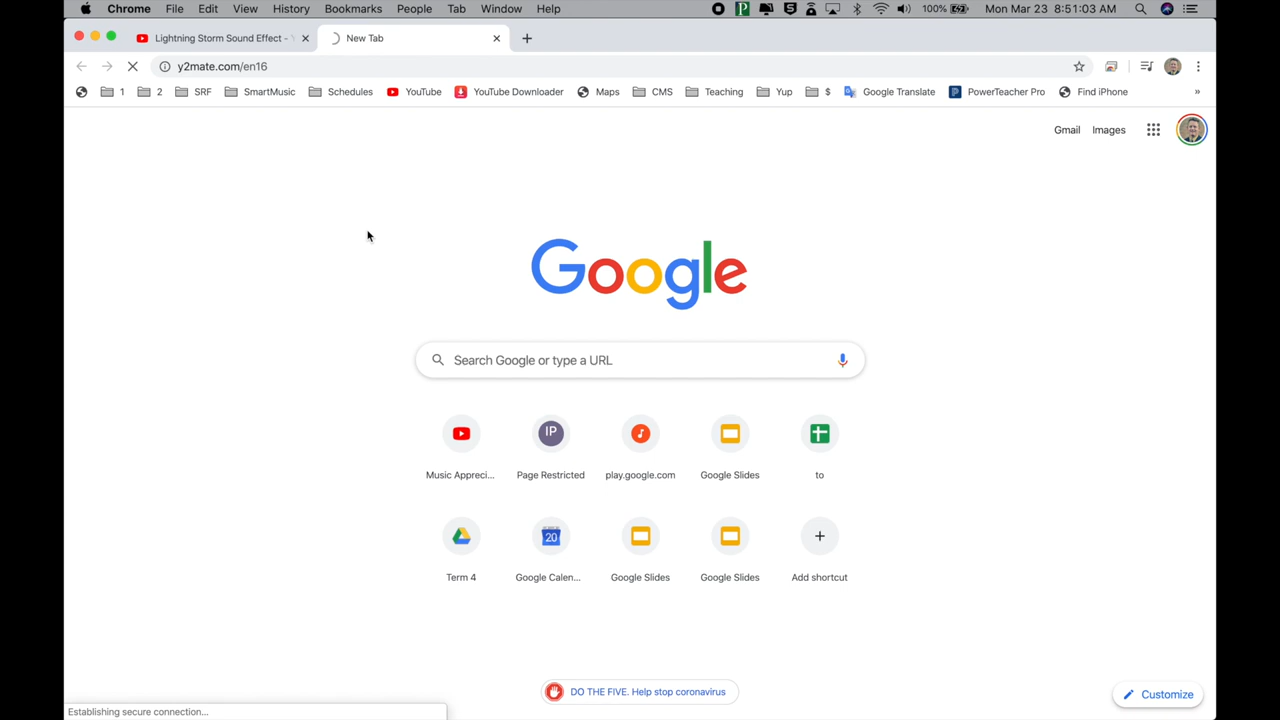 Chrome File Edit View History Bookmarks People Tab Window Help 100% Mon Mar 23 8:51:03 AM
Lightning Storm Sound Effect - Y New Tab
y2mate.com/en16
1 2 SRF SmartMusic Schedules YouTube YouTube Downloader Maps CMS Teaching Yup $ Google Translate PowerTeacher Pro Find iPhone »
Gmail Images
Google
Search Google or type a URL
IP
Music Appreci... Page Restricted play.google.com Google Slides to
20
Term 4 Google Calen... Google Slides Google Slides Add shortcut
DO THE FIVE. Help stop coronavirus
Customize
Establishing secure connection...